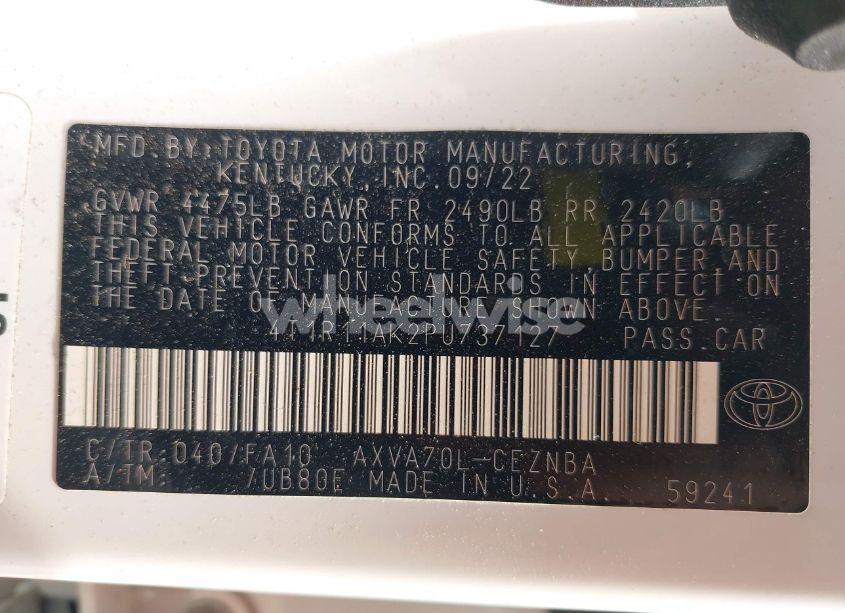 MFD. BY: TOYOTA MOTOR MANUFACTURING,
KENTUCKY, INC. 09/22
GVWR 4475LB GAWR FR 2490LB RR 2420LB
THIS VEHICLE CONFORMS TO ALL APPLICABLE
FEDERAL MOTOR VEHICLE SAFETY, BUMPER, AND
THEFT PREVENTION STANDARDS IN EFFECT ON
THE DATE OF MANUFACTURE SHOWN ABOVE.
wheelwise
PASS.CAR
C/TR 040/FA10 AXVA70L-CEZNBA
A/TM /UB80E MADE IN U.S.A. 59241